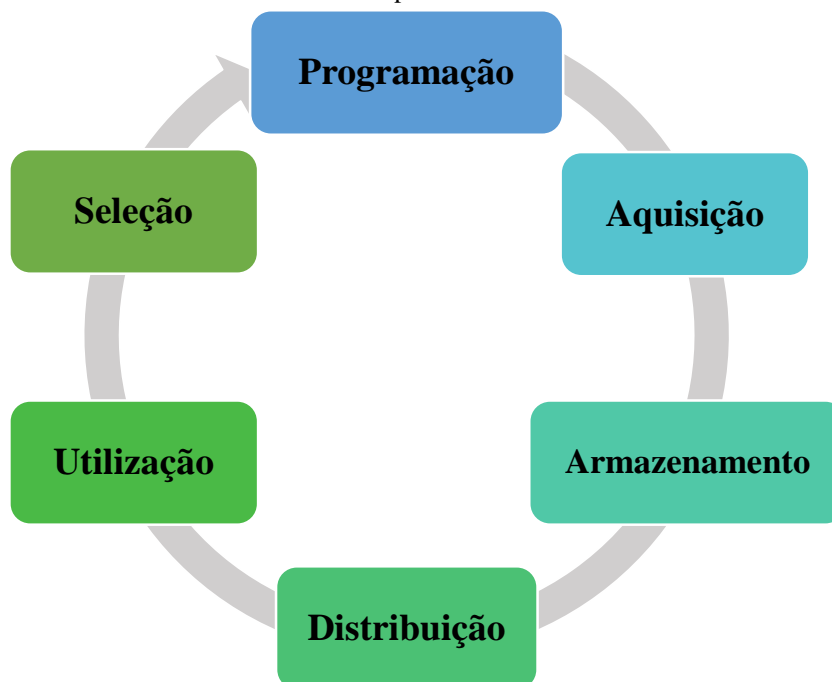 Programação
Aquisição
Armazenamento
Distribuição
Utilização
Seleção